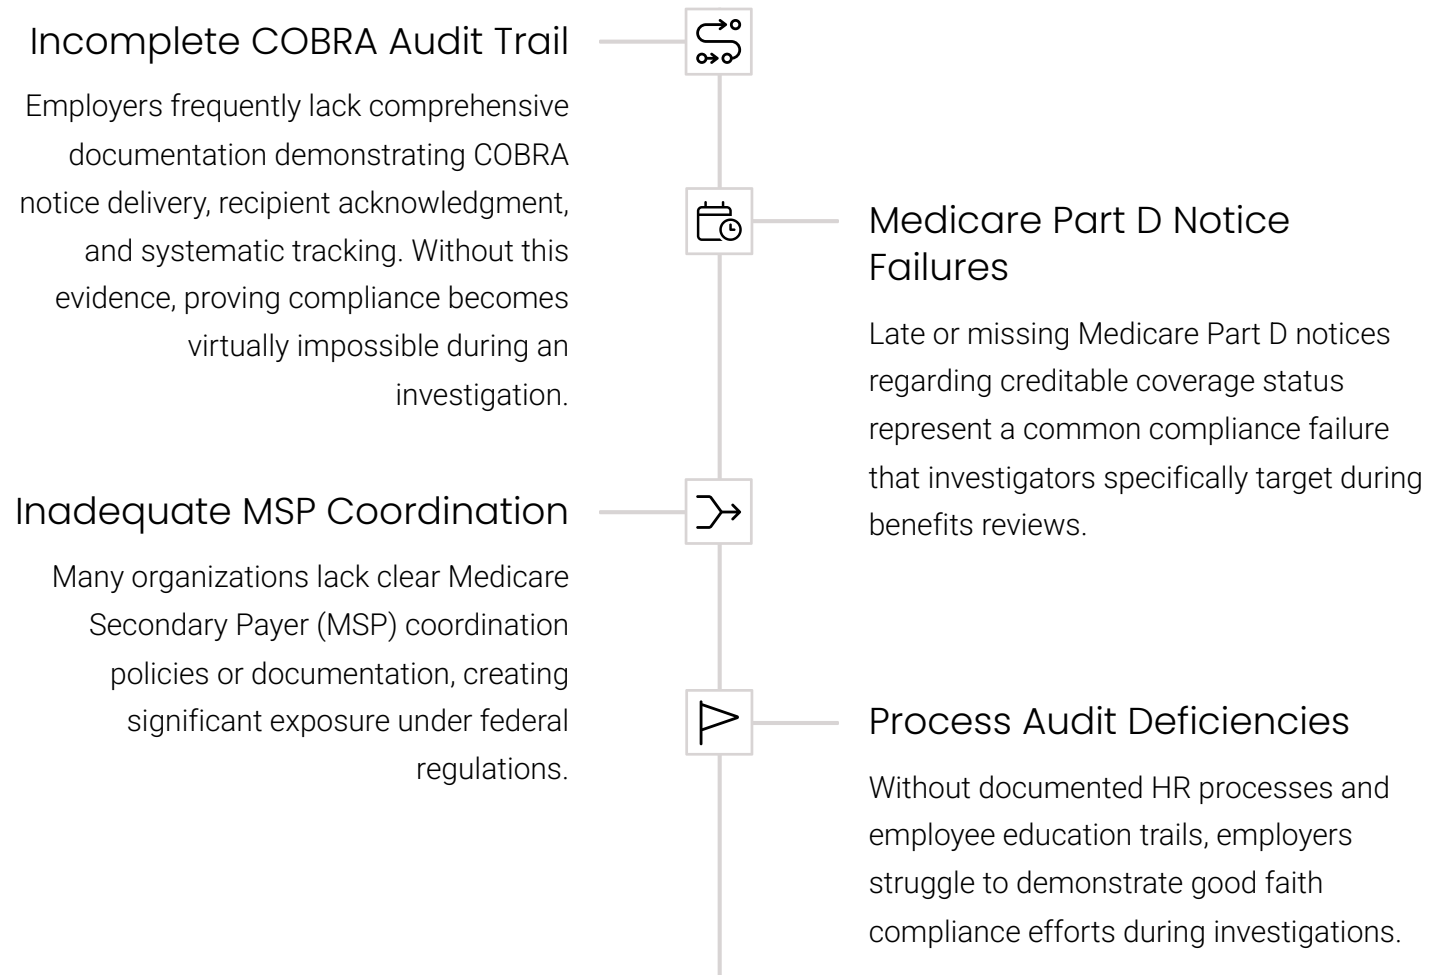 Incomplete COBRA Audit Trail
Employers frequently lack comprehensive
documentation demonstrating COBRA
notice delivery, recipient acknowledgment,
and systematic tracking. Without this
evidence, proving compliance becomes
virtually impossible during an
investigation.
Medicare Part D Notice
Failures
Late or missing Medicare Part D notices
regarding creditable coverage status
represent a common compliance failure
that investigators specifically target during
benefits reviews.
Inadequate MSP Coordination
Many organizations lack clear Medicare
Secondary Payer (MSP) coordination
policies or documentation, creating
significant exposure under federal
regulations.
Process Audit Deficiencies
Without documented HR processes and
employee education trails, employers
struggle to demonstrate good faith
compliance efforts during investigations.